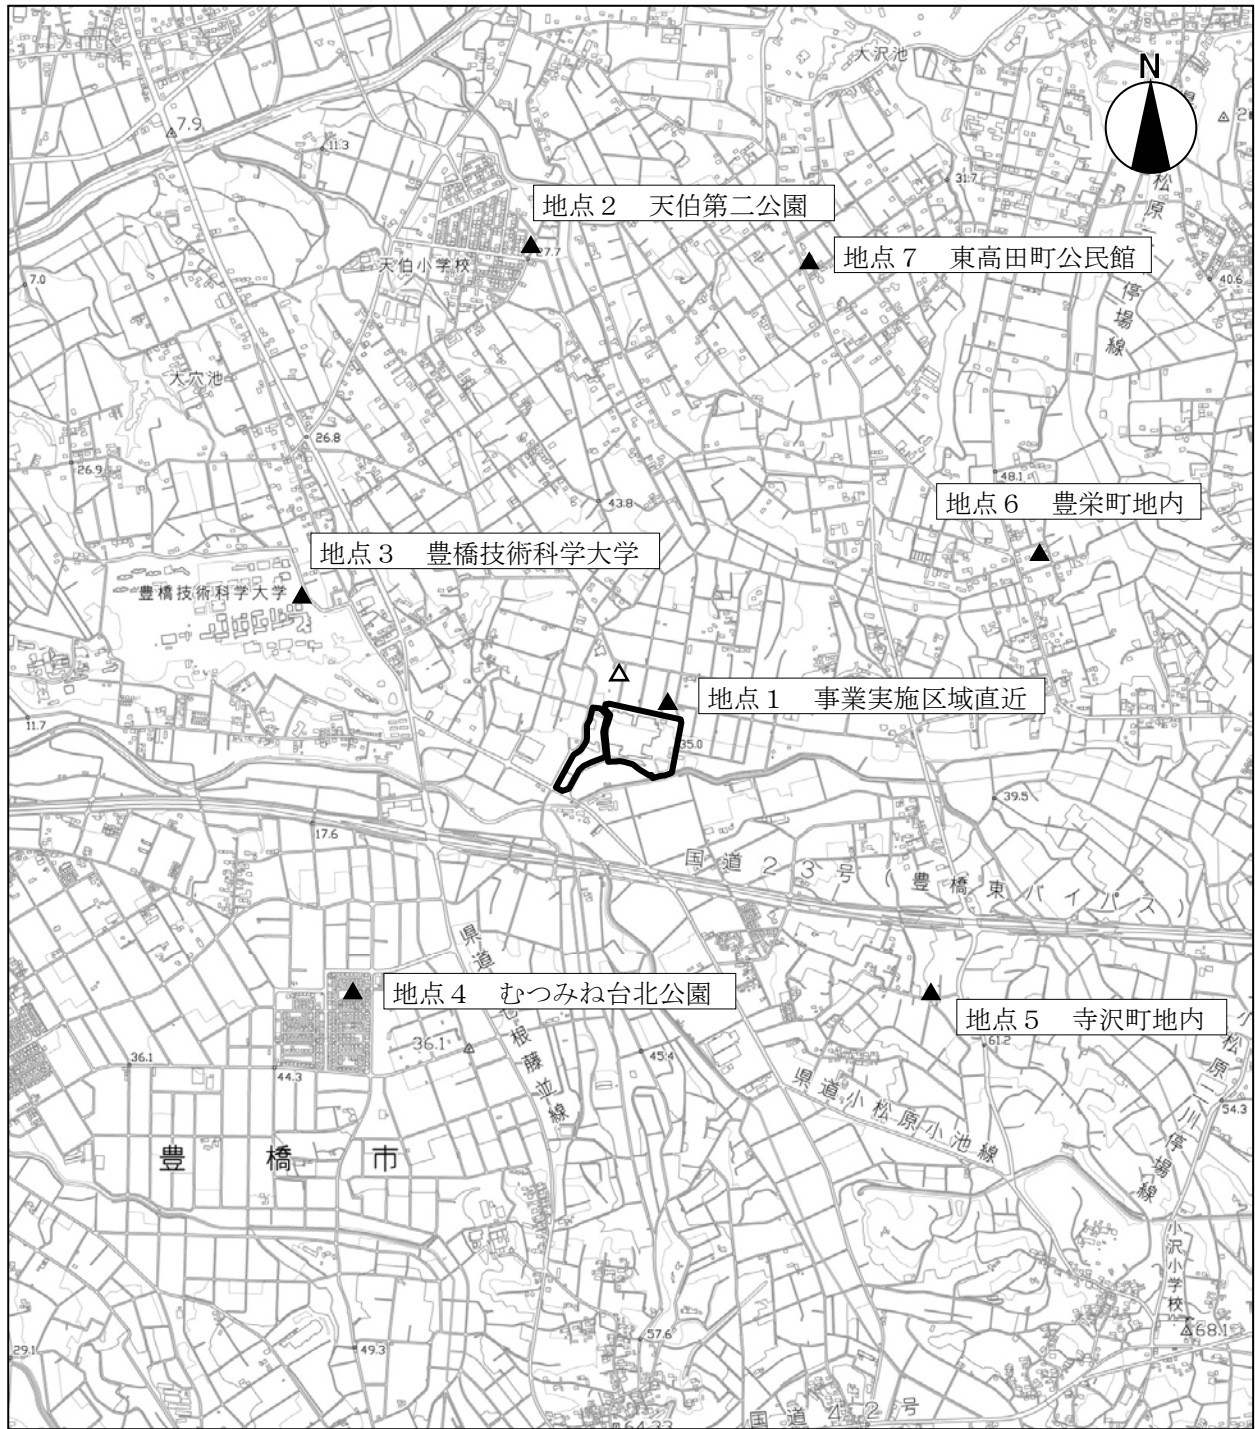 大沢池
N
7.9
11.3
31.7
松原
地点２　天伯第二公園
27.7
天伯小学校
地点７　東高田町公民館
7.0
40.6
停場線
大穴池
26.8
26.9
48.1
43.8
地点６　豊栄町地内
地点３　豊橋技術科学大学
豊橋技術科学大学
地点１　事業実施区域直近
11.7
35.0
39.5
17.6
国道２３号（豊橋東バイパス）
県道
根藤並線
地点４　むつみね台北公園
地点５　寺沢町地内
36.1
45.4
61.2
36.1
44.3
県道小松原小池線
小松原二川停場線
54.3
豊橋市
小沢小学校
68.1
57.6
29.1
49.3
64.33
国道４２号